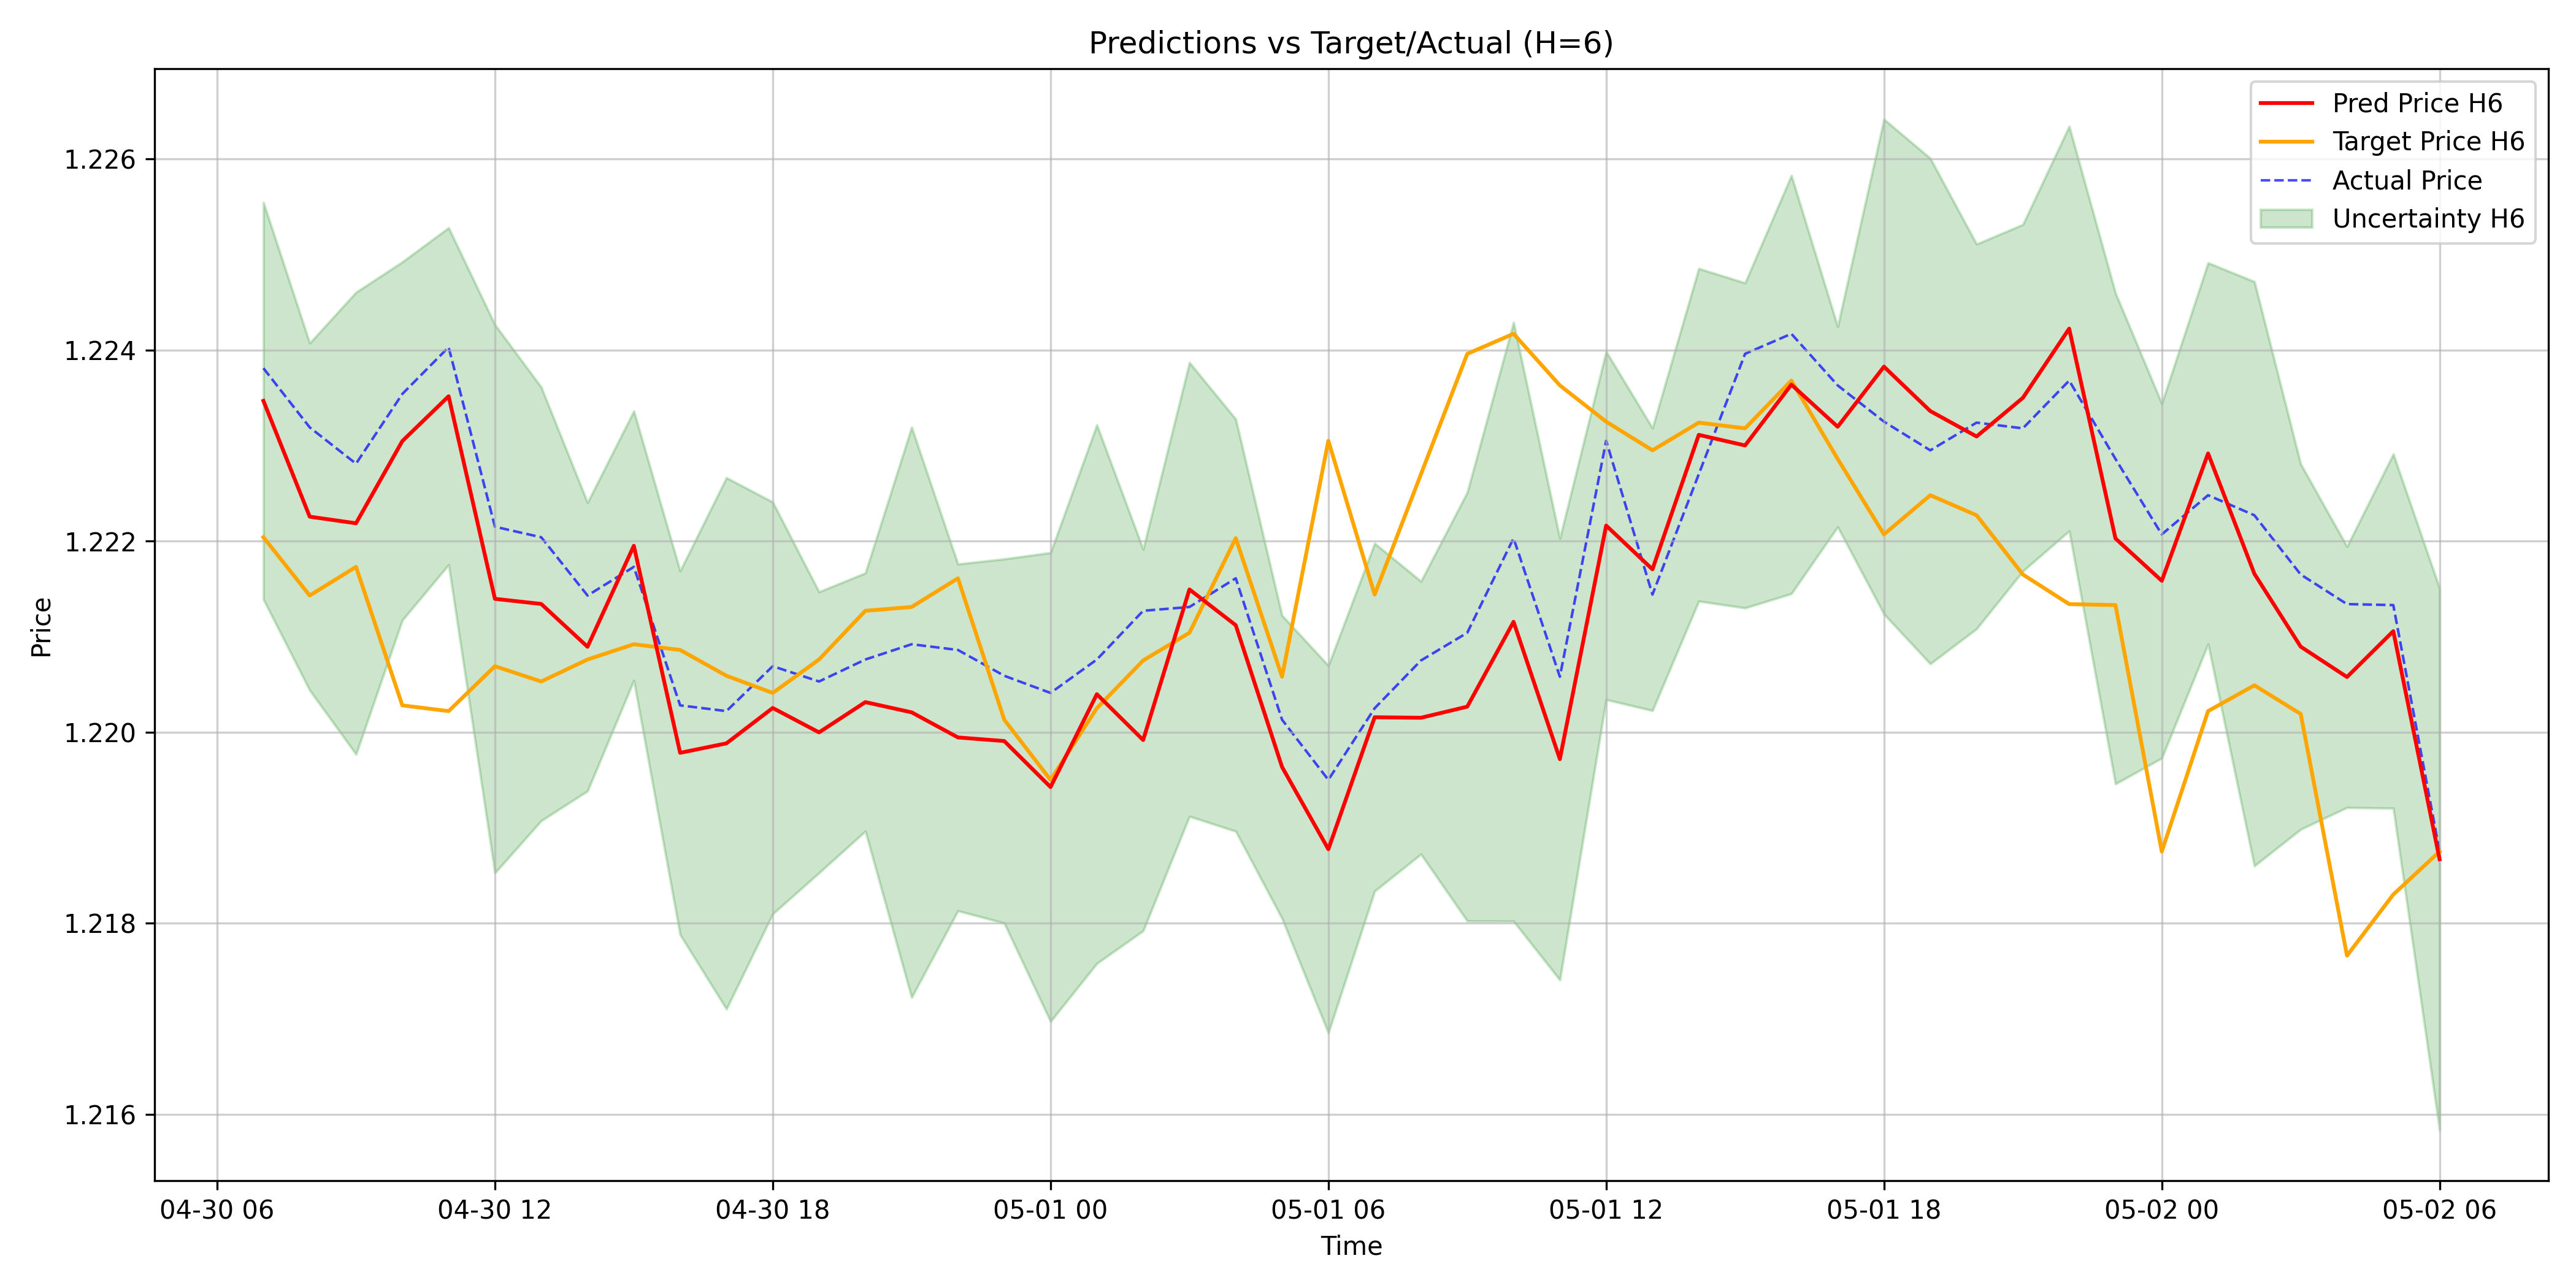 Predictions vs Target/Actual (H=6)
Pred Price H6
Target Price H6
Actual Price
Uncertainty H6
Price
1.226
1.224
1.222
1.220
1.218
1.216
04-30 06
04-30 12
04-30 18
05-01 00
05-01 06
05-01 12
05-01 18
05-02 00
05-02 06
Time